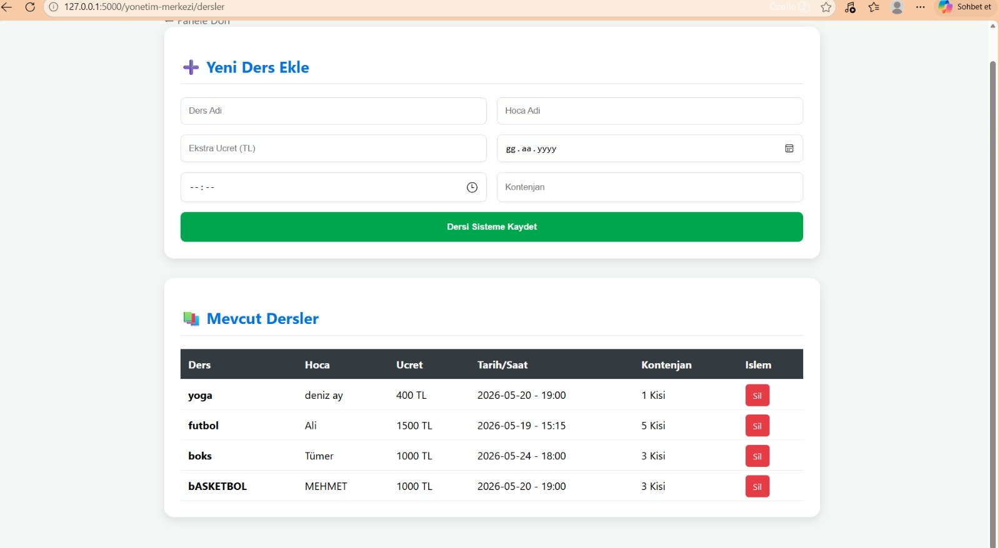 127.0.0.1:5000/yonetim-merkezi/dersler
Özetle
Sohbet et
← Panele Dön
Yeni Ders Ekle
Ders Adi
Hoca Adi
Ekstra Ucret (TL)
gg.aa.yyyy
--:--
Kontenjan
Dersi Sisteme Kaydet
Mevcut Dersler
Ders Hoca Ucret Tarih/Saat Kontenjan Islem
yoga deniz ay 400 TL 2026-05-20 - 19:00 1 Kisi Sil
futbol Ali 1500 TL 2026-05-19 - 15:15 5 Kisi Sil
boks Tümer 1000 TL 2026-05-24 - 18:00 3 Kisi Sil
bASKETBOL MEHMET 1000 TL 2026-05-20 - 19:00 3 Kisi Sil